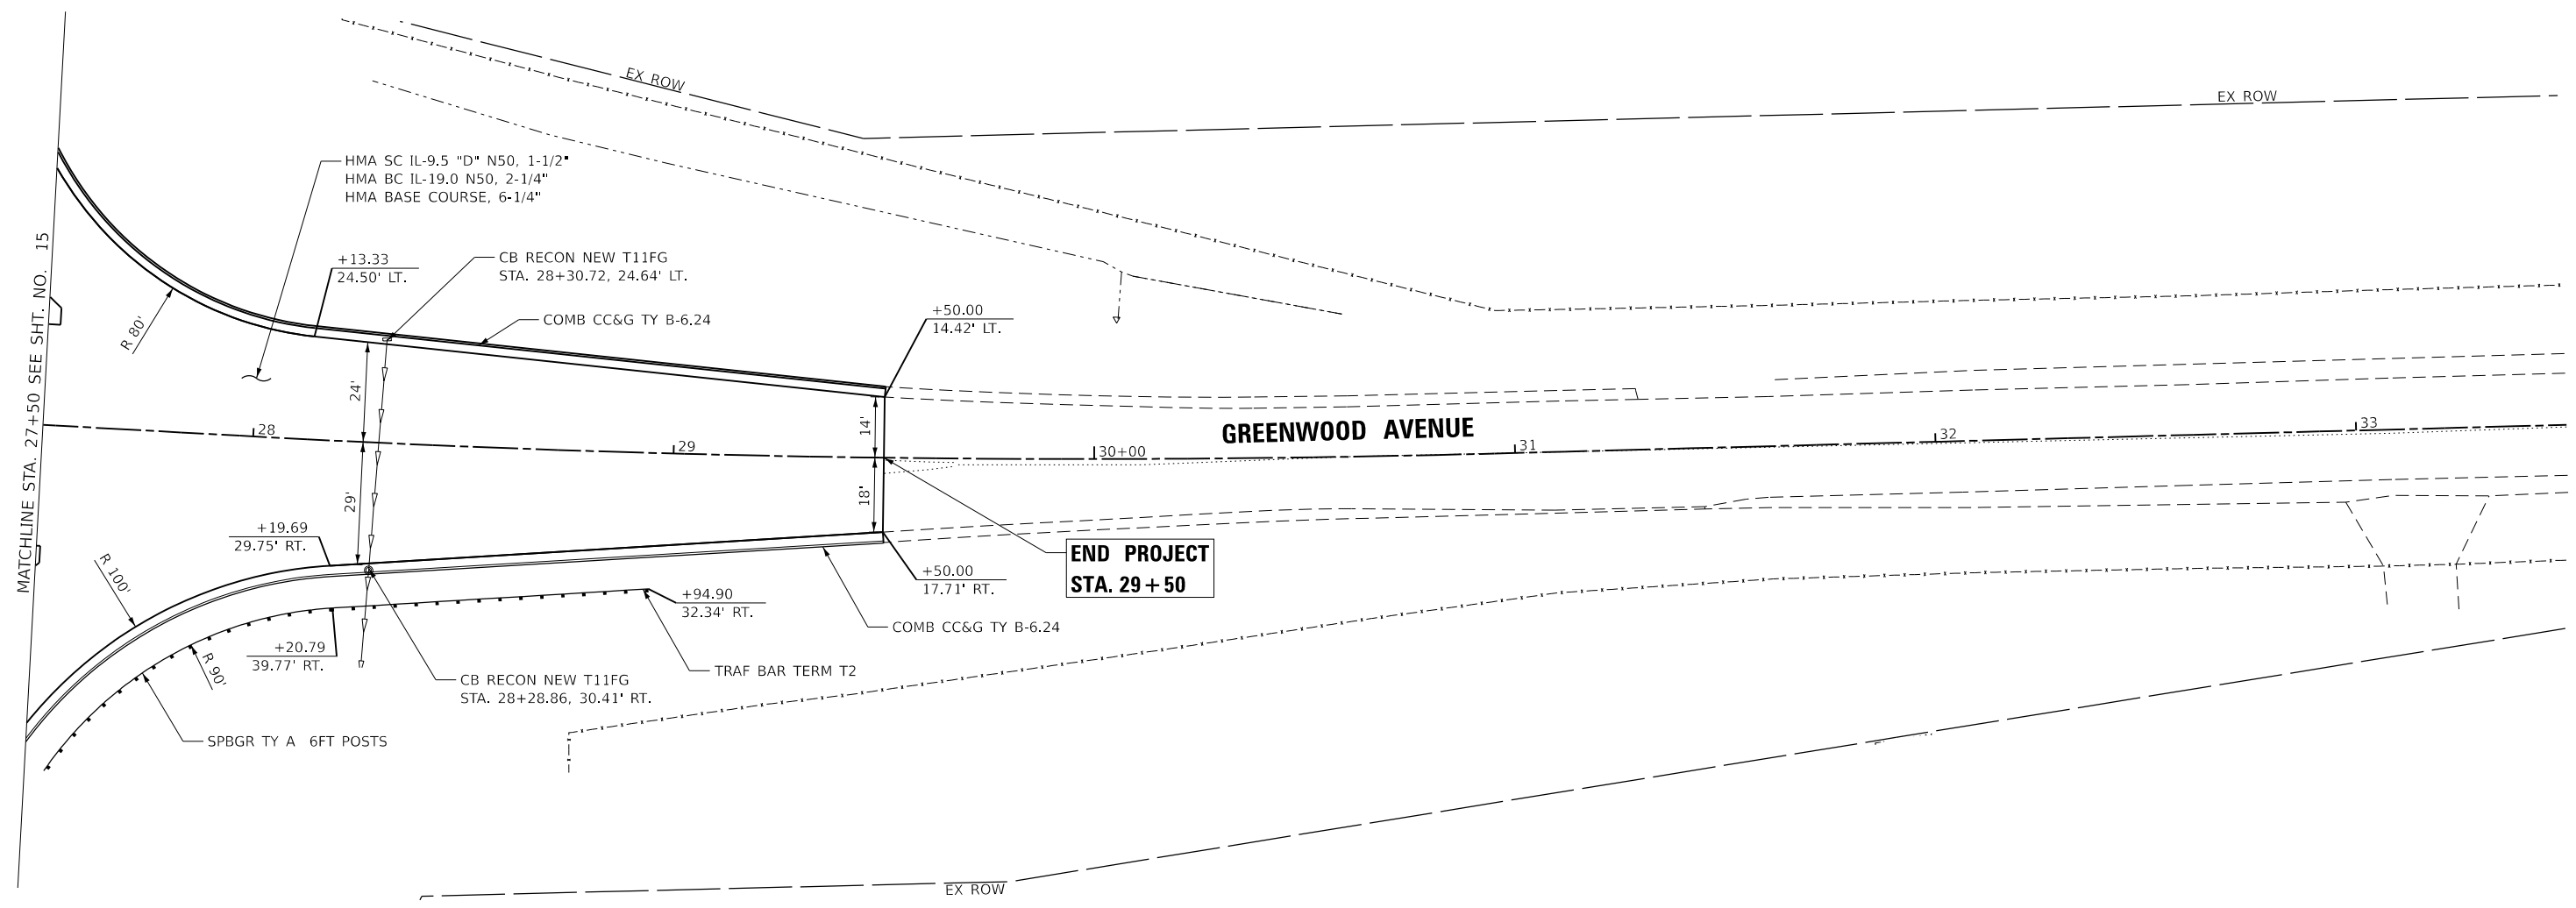 EX ROW
EX ROW
HMA SC IL-9.5 "D" N50, 1-1/2"
HMA BC IL-19.0 N50, 2-1/4"
HMA BASE COURSE, 6-1/4"
MATCHLINE STA. 27+50 SEE SHT. NO. 15
+13.33
24.50' LT.
CB RECON NEW T11FG
STA. 28+30.72, 24.64' LT.
R 80'
COMB CC&G TY B-6.24
+50.00
14.42' LT.
24'
14'
28
29
30+00
GREENWOOD AVENUE
31
32
33
29'
18'
+19.69
29.75' RT.
R 100'
END PROJECT
STA. 29+50
+50.00
17.71' RT.
+94.90
32.34' RT.
COMB CC&G TY B-6.24
+20.79
39.77' RT.
R 90'
TRAF BAR TERM T2
CB RECON NEW T11FG
STA. 28+28.86, 30.41' RT.
SPBGR TY A 6FT POSTS
EX ROW